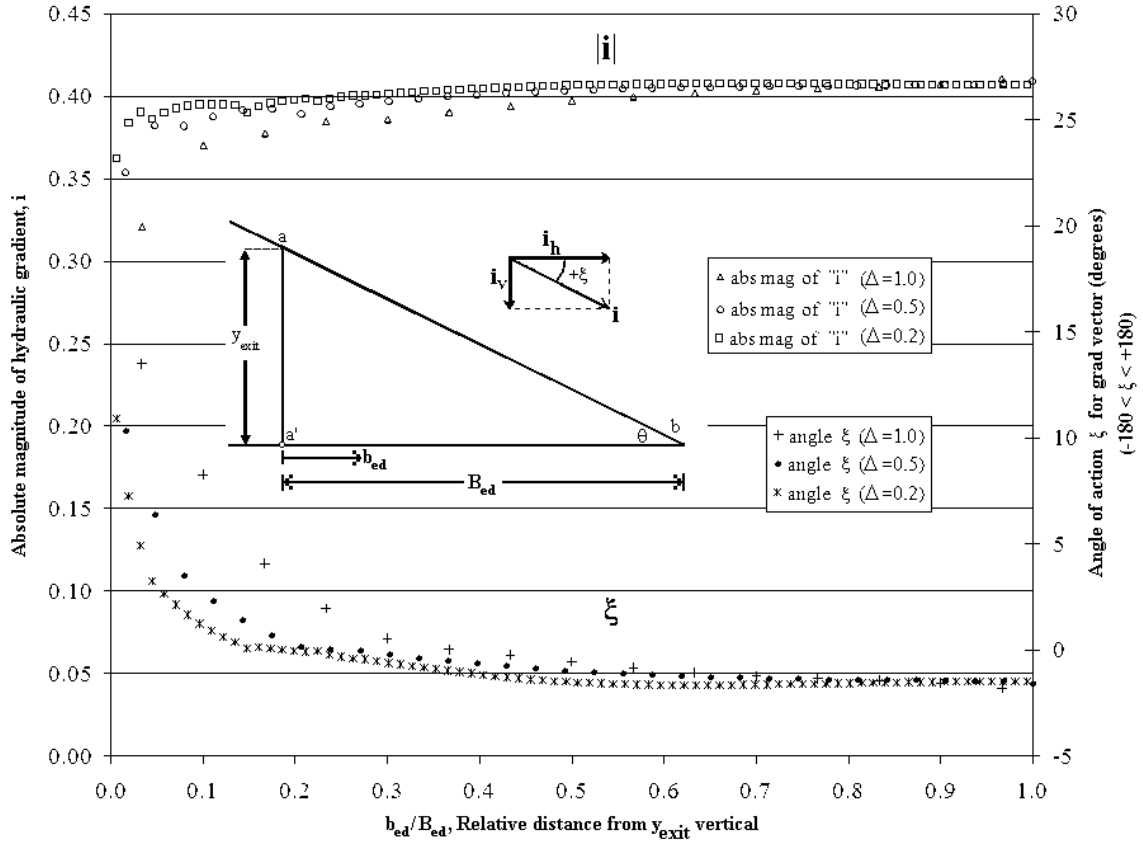 0.45
0.40
0.35
0.30
0.25
0.20
0.15
0.10
0.05
0.00
Absolute magnitude of hydraulic gradient, i
30
25
20
15
10
5
0
-5
Angle of action ξ for grad vector (degrees)
(-180 < ξ < +180)
|i|
a
y_exit
a'
b
θ
b_ed
B_ed
i_h
i_v
+ξ
i
abs mag of "i" (Δ=1.0)
abs mag of "i" (Δ=0.5)
abs mag of "i" (Δ=0.2)
angle ξ (Δ=1.0)
angle ξ (Δ=0.5)
angle ξ (Δ=0.2)
ξ
0.0 0.1 0.2 0.3 0.4 0.5 0.6 0.7 0.8 0.9 1.0
b_ed/B_ed, Relative distance from y_exit vertical